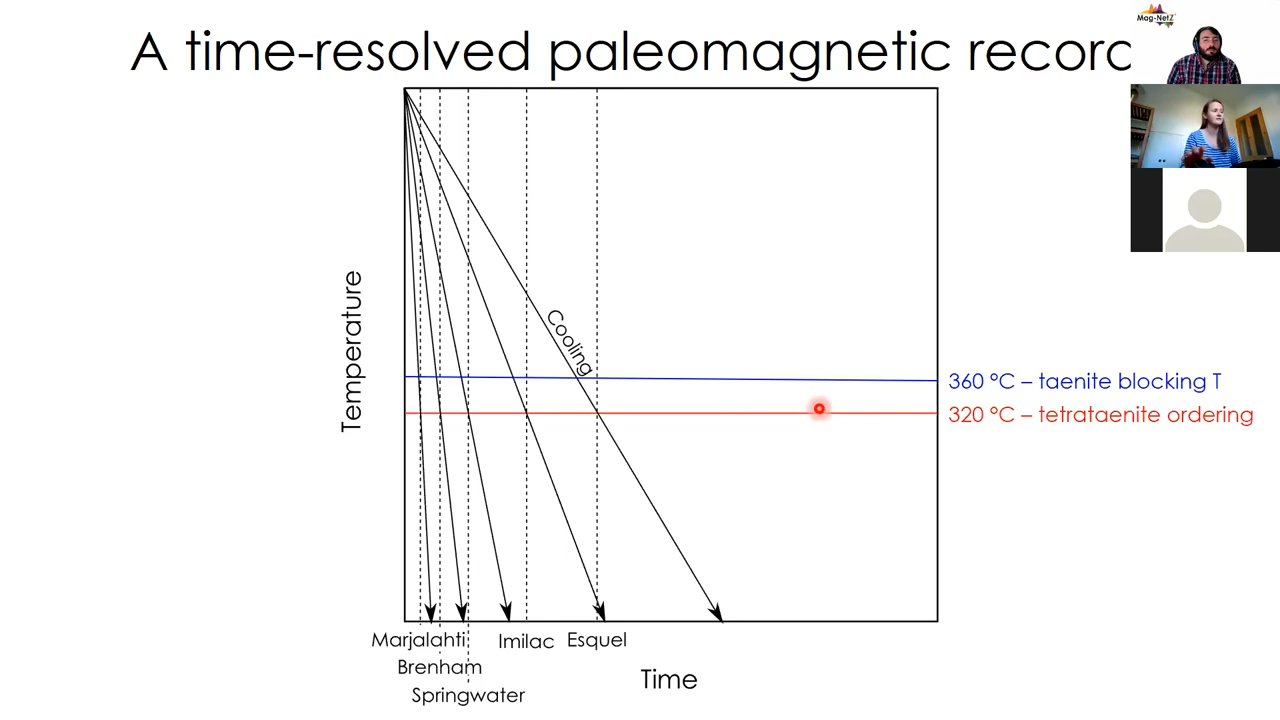 A time-resolved paleomagnetic record
Mag-NetZ
Temperature
Cooling
360 °C – taenite blocking T
320 °C – tetrataenite ordering
Marjalahti
Imilac
Esquel
Brenham
Springwater
Time